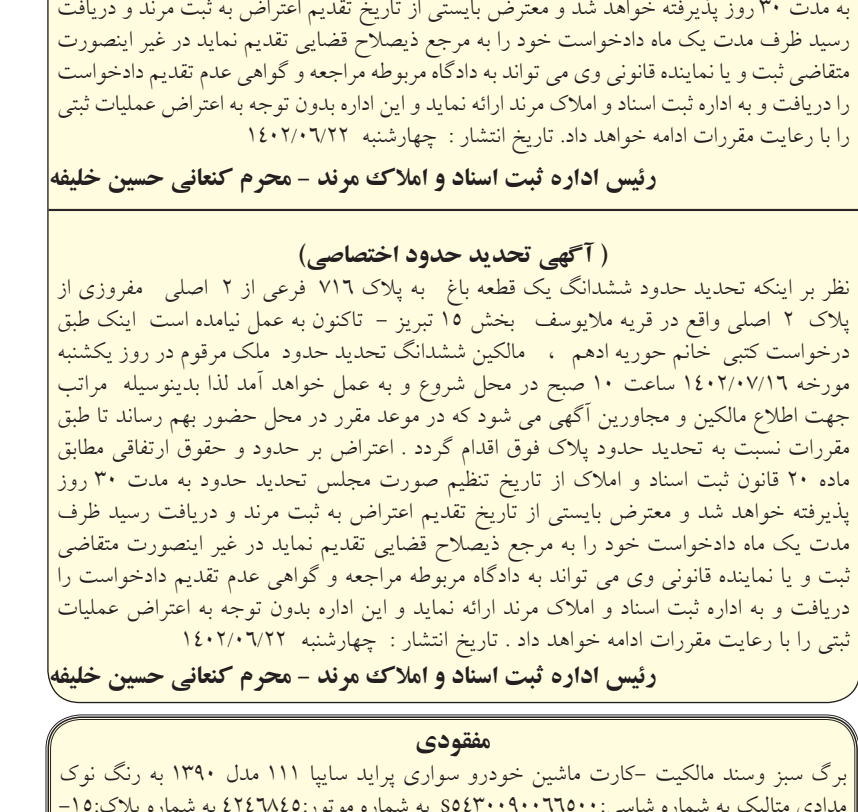 به مدت ۳۰ روز پذیرفته خواهد شد و معترض بایستی از تاریخ تقدیم اعتراض به ثبت مرند و دریافت
رسید ظرف مدت یک ماه دادخواست خود را به مرجع ذیصلاح قضایی تقدیم نماید در غیر اینصورت
متقاضی ثبت و یا نماینده قانونی وی می تواند به دادگاه مربوطه مراجعه و گواهی عدم تقدیم دادخواست
را دریافت و به اداره ثبت اسناد و املاک مرند ارائه نماید و این اداره بدون توجه به اعتراض عملیات ثبتی
را با رعایت مقررات ادامه خواهد داد. تاریخ انتشار : چهارشنبه ۱٤۰۲/۰٦/۲۲
رئیس اداره ثبت اسناد و املاک مرند – محرم کنعانی حسین خلیفه
( آگهی تحدید حدود اختصاصی)
نظر بر اینکه تحدید حدود ششدانگ یک قطعه باغ به پلاک ۷۱٦ فرعی از ۲ اصلی مفروزی از
پلاک ۲ اصلی واقع در قریه ملایوسف بخش ۱۵ تبریز – تاکنون به عمل نیامده است اینک طبق
درخواست کتبی خانم حوریه ادهم ، مالکین ششدانگ تحدید حدود ملک مرقوم در روز یکشنبه
مورخه ۱٤۰۲/۰۷/۱٦ ساعت ۱۰ صبح در محل شروع و به عمل خواهد آمد لذا بدینوسیله مراتب
جهت اطلاع مالکین و مجاورین آگهی می شود که در موعد مقرر در محل حضور بهم رساند تا طبق
مقررات نسبت به تحدید حدود پلاک فوق اقدام گردد . اعتراض بر حدود و حقوق ارتفاقی مطابق
ماده ۲۰ قانون ثبت اسناد و املاک از تاریخ تنظیم صورت مجلس تحدید حدود به مدت ۳۰ روز
پذیرفته خواهد شد و معترض بایستی از تاریخ تقدیم اعتراض به ثبت مرند و دریافت رسید ظرف
مدت یک ماه دادخواست خود را به مرجع ذیصلاح قضایی تقدیم نماید در غیر اینصورت متقاضی
ثبت و یا نماینده قانونی وی می تواند به دادگاه مربوطه مراجعه و گواهی عدم تقدیم دادخواست را
دریافت و به اداره ثبت اسناد و املاک مرند ارائه نماید و این اداره بدون توجه به اعتراض عملیات
ثبتی را با رعایت مقررات ادامه خواهد داد . تاریخ انتشار : چهارشنبه ۱٤۰۲/۰٦/۲۲
رئیس اداره ثبت اسناد و املاک مرند – محرم کنعانی حسین خلیفه
مفقودی
برگ سبز وسند مالکیت –کارت ماشین خودرو سواری پراید سایپا ۱۱۱ مدل ۱۳۹۰ به رنگ نوک
مدادی متالیک به شماره شاسی:S۵٤۳۰۰۹۰۰٦٦۵۰۰ به شماره موتور:٤۲٤٦۸٤۵ به شماره پلاک:۱۵–